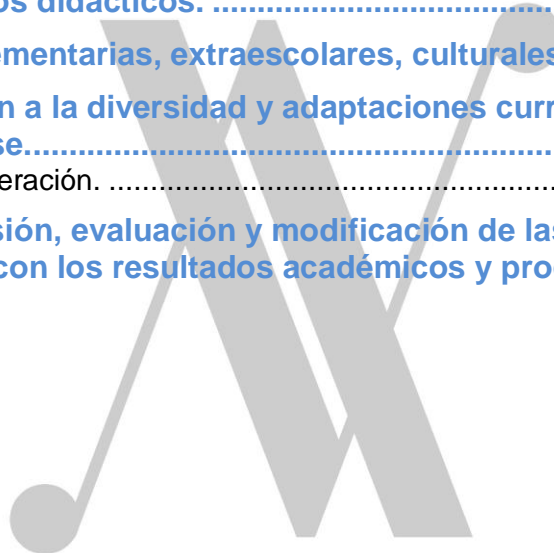 os didácticos. ........................................
ementarias, extraescolares, culturales
n a la diversidad y adaptaciones curr
se................................................................
eración. ........................................................
sión, evaluación y modificación de las
con los resultados académicos y pro